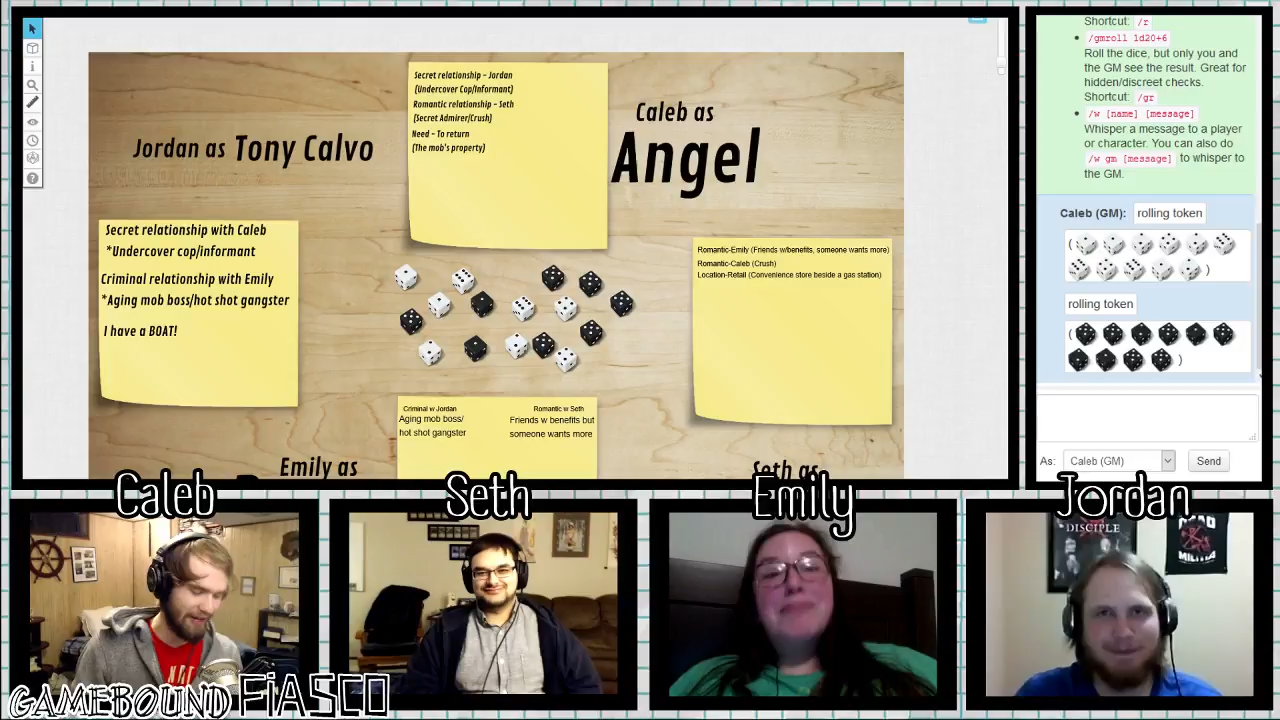 Secret relationship - Jordan
(Undercover Cop/Informant)
Romantic relationship - Seth
(Secret Admirer/Crush)
Need - To return
(The mob's property)
Jordan as Tony Calvo
Caleb as
Angel
Secret relationship with Caleb
*Undercover cop/informant
Criminal relationship with Emily
*Aging mob boss/hot shot gangster
I have a BOAT!
Romantic-Emily (Friends w/benefits, someone wants more)
Romantic-Caleb (Crush)
Location-Retail (Convenience store beside a gas station)
Criminal w Jordan
Aging mob boss/
hot shot gangster
Romantic w Seth
Friends w benefits but
someone wants more
Emily as
Seth as
Shortcut: /r
/gmroll 1d20+6
Roll the dice, but only you and
the GM see the result. Great for
hidden/discreet checks.
Shortcut: /gr
/w [name] [message]
Whisper a message to a player
or character. You can also do
/w gm [message] to whisper to
the GM.
Caleb (GM): rolling token
( )
rolling token
( )
As: Caleb (GM) Send
Caleb
Seth
Emily
Jordan
DISCIPLE
MILITIA
GAMEBOUND FIASCO